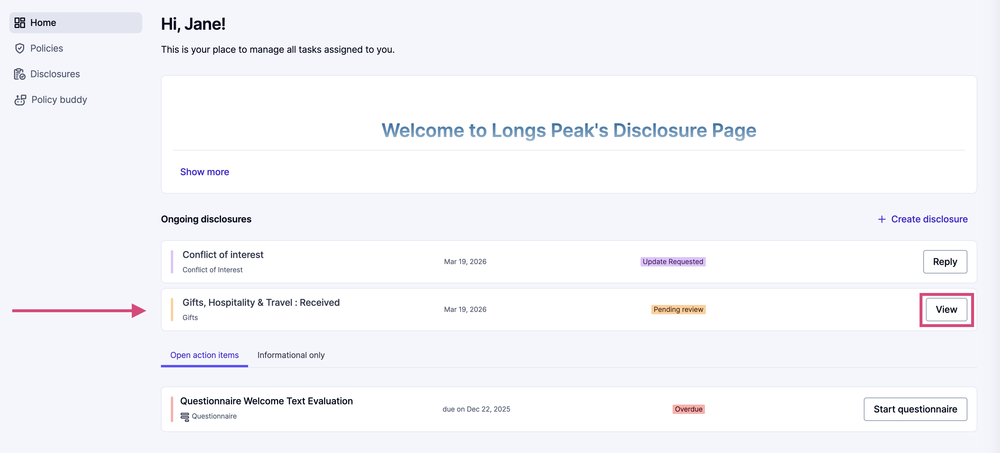 Home
Policies
Disclosures
Policy buddy
Hi, Jane!
This is your place to manage all tasks assigned to you.
Welcome to Longs Peak's Disclosure Page
Show more
Ongoing disclosures
+ Create disclosure
Conflict of interest
Conflict of Interest
Mar 19, 2026
Update Requested
Reply
Gifts, Hospitality & Travel : Received
Gifts
Mar 19, 2026
Pending review
View
Open action items
Informational only
Questionnaire Welcome Text Evaluation
Questionnaire
due on Dec 22, 2025
Overdue
Start questionnaire